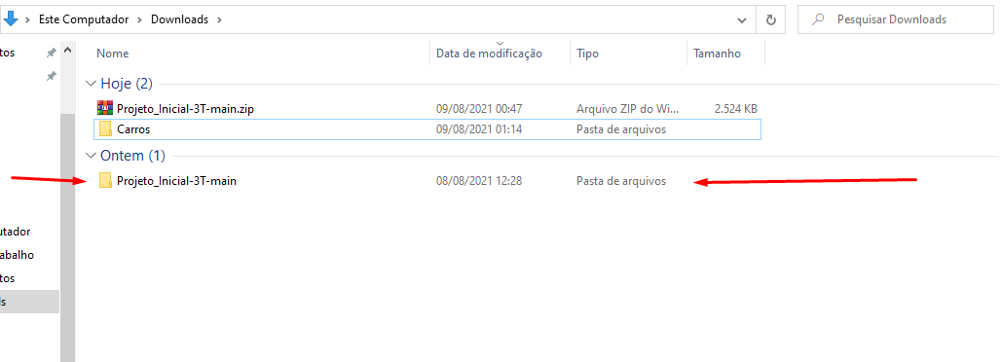 Este Computador > Downloads >
Pesquisar Downloads
tos
Nome Data de modificação Tipo Tamanho
Hoje (2)
Projeto_Inicial-3T-main.zip 09/08/2021 00:47 Arquivo ZIP do Wi... 2.524 KB
Carros 09/08/2021 01:14 Pasta de arquivos
Ontem (1)
Projeto_Inicial-3T-main 08/08/2021 12:28 Pasta de arquivos
utador
abalho
tos
ls